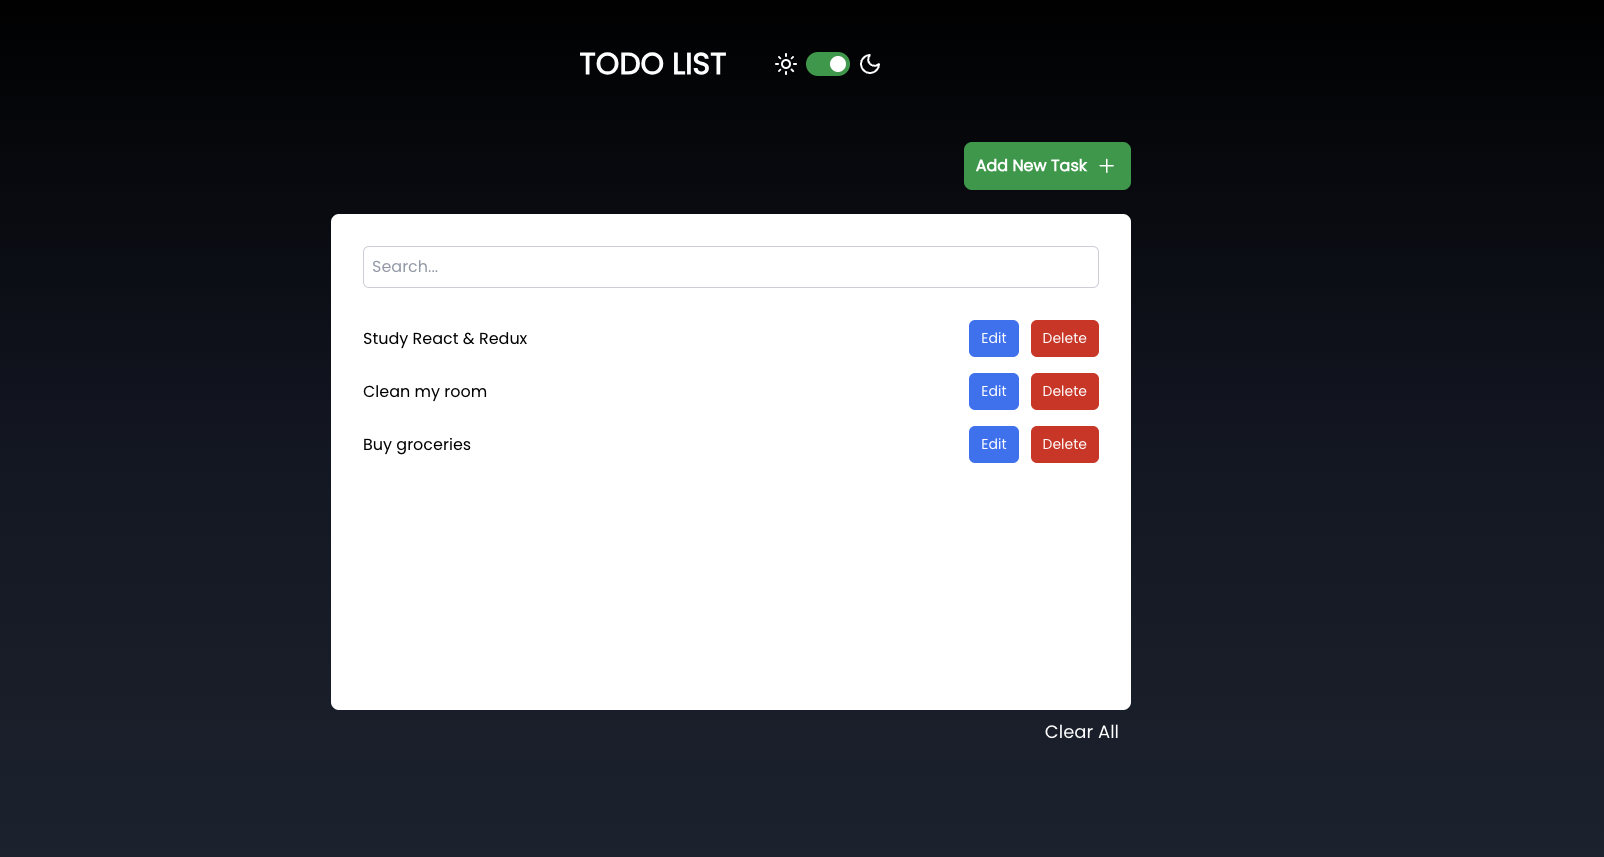 TODO LIST
Add New Task
Search...
Study React & Redux Edit Delete
Clean my room Edit Delete
Buy groceries Edit Delete
Clear All